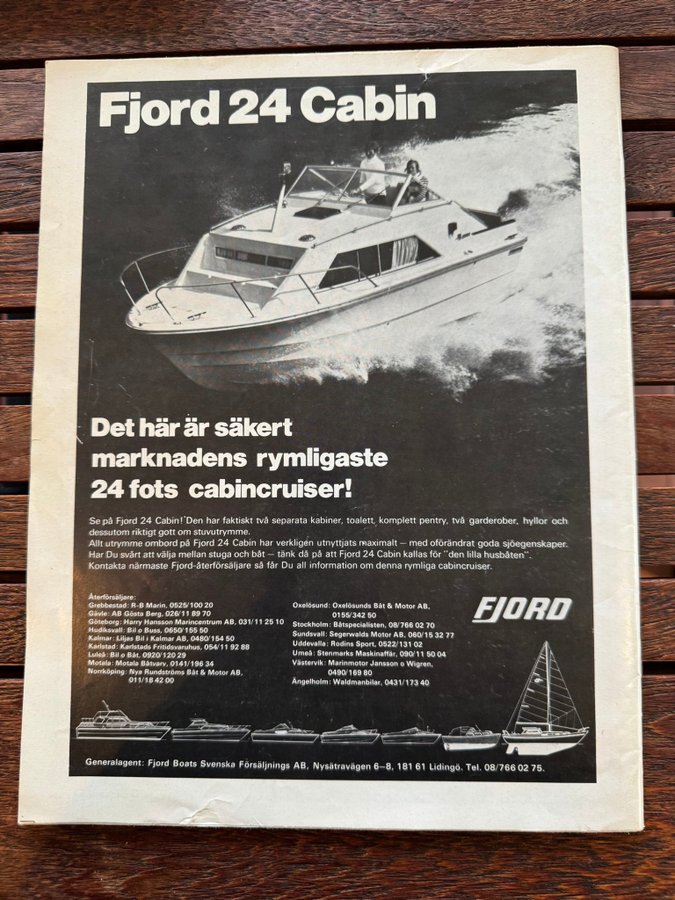 Fjord 24 Cabin
Det här är säkert
marknadens rymligaste
24 fots cabincruiser!
Se på Fjord 24 Cabin! Den har faktiskt två separata kabiner, toalett, komplett pentry, två garderober, hyllor och
dessutom riktigt gott om stuvutrymme.
Allt utrymme ombord på Fjord 24 Cabin har verkligen utnyttjats maximalt – med oförändrat goda sjöegenskaper.
Har Du svårt att välja mellan stuga och båt – tänk då på att Fjord 24 Cabin kallas för "den lilla husbåten".
Kontakta närmaste Fjord-återförsäljare så får Du all information om denna rymliga cabincruiser.
Återförsäljare:
Grebbestad: R-B Marin, 0525/100 20
Gävle: AB Gösta Berg, 026/11 89 70
Göteborg: Harry Hansson Marincentrum AB, 031/11 25 10
Hudiksvall: Bil o Buss, 0650/155 50
Kalmar: Liljas Bil i Kalmar AB, 0480/154 50
Karlstad: Karlstads Fritidsvaruhus, 054/11 92 88
Luleå: Bil o Båt, 0920/120 29
Motala: Motala Båtvarv, 0141/196 34
Norrköping: Nya Rundströms Båt & Motor AB,
011/18 42 00
Oxelösund: Oxelösunds Båt & Motor AB,
0155/342 50
Stockholm: Båtspecialisten, 08/766 02 70
Sundsvall: Segerwalds Motor AB, 060/15 32 77
Uddevalla: Rodins Sport, 0522/131 02
Umeå: Stenmarks Maskinaffär, 090/11 50 04
Västervik: Marinmotor Jansson o Wigren,
0490/169 80
Ängelholm: Waldmanbilar, 0431/173 40
FJORD
Generalagent: Fjord Boats Svenska Försäljnings AB, Nysätravägen 6–8, 181 61 Lidingö. Tel. 08/766 02 75.